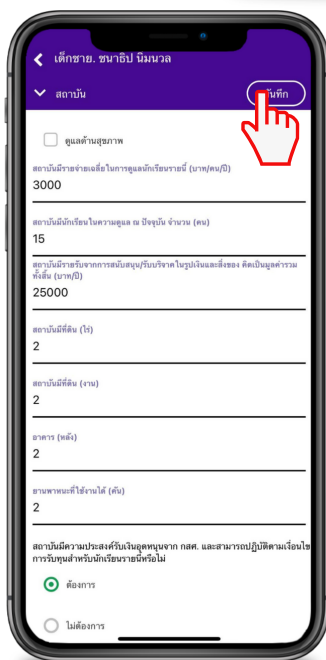 เด็กชาย. ชนาธิป นิมนวล
สถาบัน
บันทึก
ดูแลด้านสุขภาพ
สถาบันมีรายจ่ายเฉลี่ยในการดูแลนักเรียนรายนี้ (บาท/คน/ปี)
3000
สถาบันมีนักเรียนในความดูแล ณ ปัจจุบัน จำนวน (คน)
15
สถาบันมีรายรับจากการสนับสนุน/รับบริจาคในรูปเงินและสิ่งของ คิดเป็นมูลค่ารวม
ทั้งสิ้น (บาท/ปี)
25000
สถาบันมีที่ดิน (ไร่)
2
สถาบันมีที่ดิน (งาน)
2
อาคาร (หลัง)
2
ยานพาหนะที่ใช้งานได้ (คัน)
2
สถาบันมีความประสงค์รับเงินอุดหนุนจาก กสศ. และสามารถปฏิบัติตามเงื่อนไข
การรับทุนสำหรับนักเรียนรายนี้หรือไม่
ต้องการ
ไม่ต้องการ